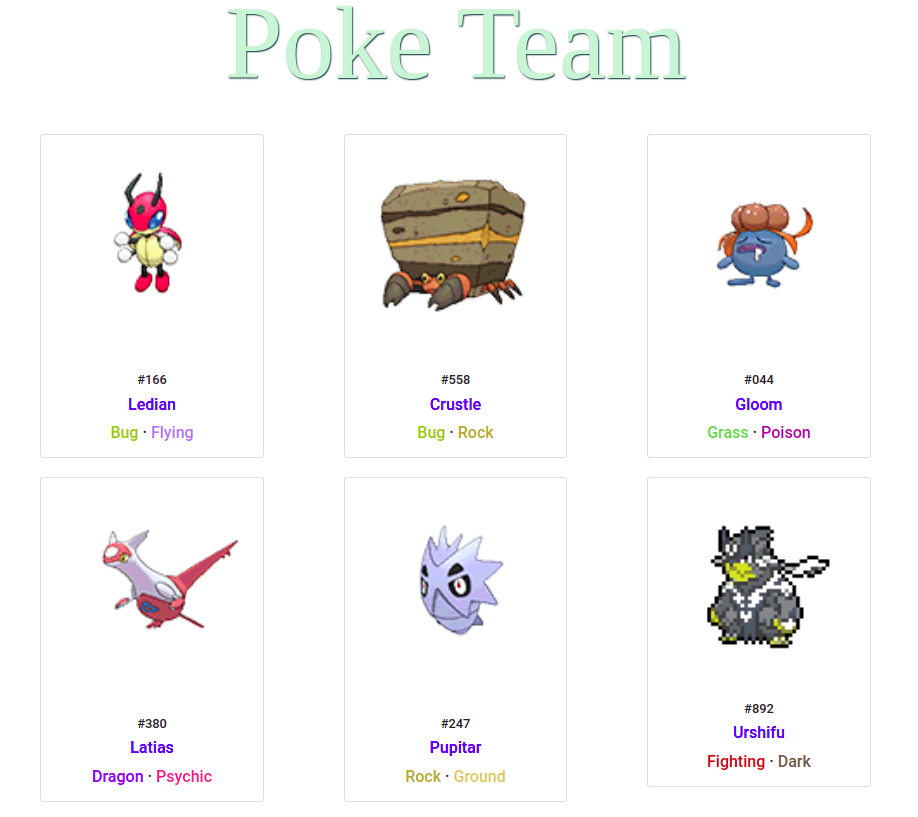 Poke Team
#166
Ledian
Bug · Flying
#558
Crustle
Bug · Rock
#044
Gloom
Grass · Poison
#380
Latias
Dragon · Psychic
#247
Pupitar
Rock · Ground
#892
Urshifu
Fighting · Dark